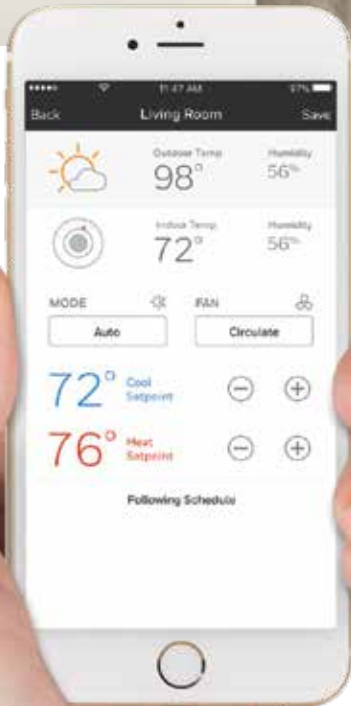 11:47 AM 97%
Back Living Room Save
Outdoor Temp Humidity
98° 56%
Indoor Temp Humidity
72° 56%
MODE FAN
Auto Circulate
72° Cool
Setpoint
76° Heat
Setpoint
Following Schedule